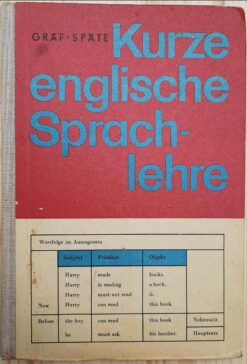 GRÄF · SPÄTE
Kurze
englische
Sprach-
lehre
Wortfolge im Aussagesatz
Subjekt Prädikat Objekt
Harry reads books.
Harry is reading a book.
Harry must not read it.
Now Harry can read this book.
Before the boy can read this book Nebensatz
he must ask his brother. Hauptsatz